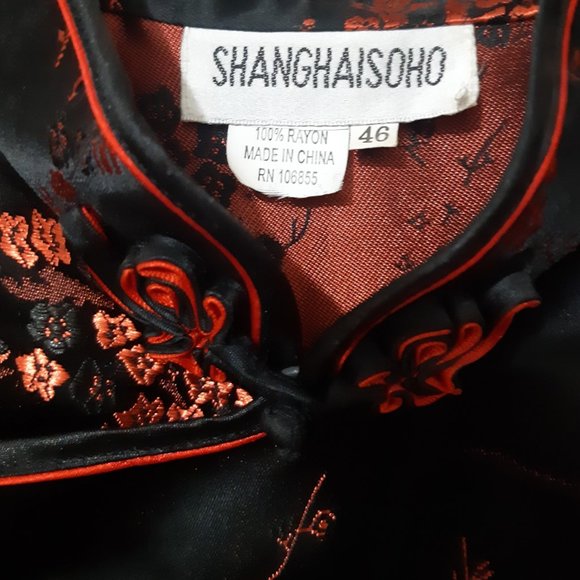 SHANGHAISOHO
100% RAYON
MADE IN CHINA
RN 106855
46